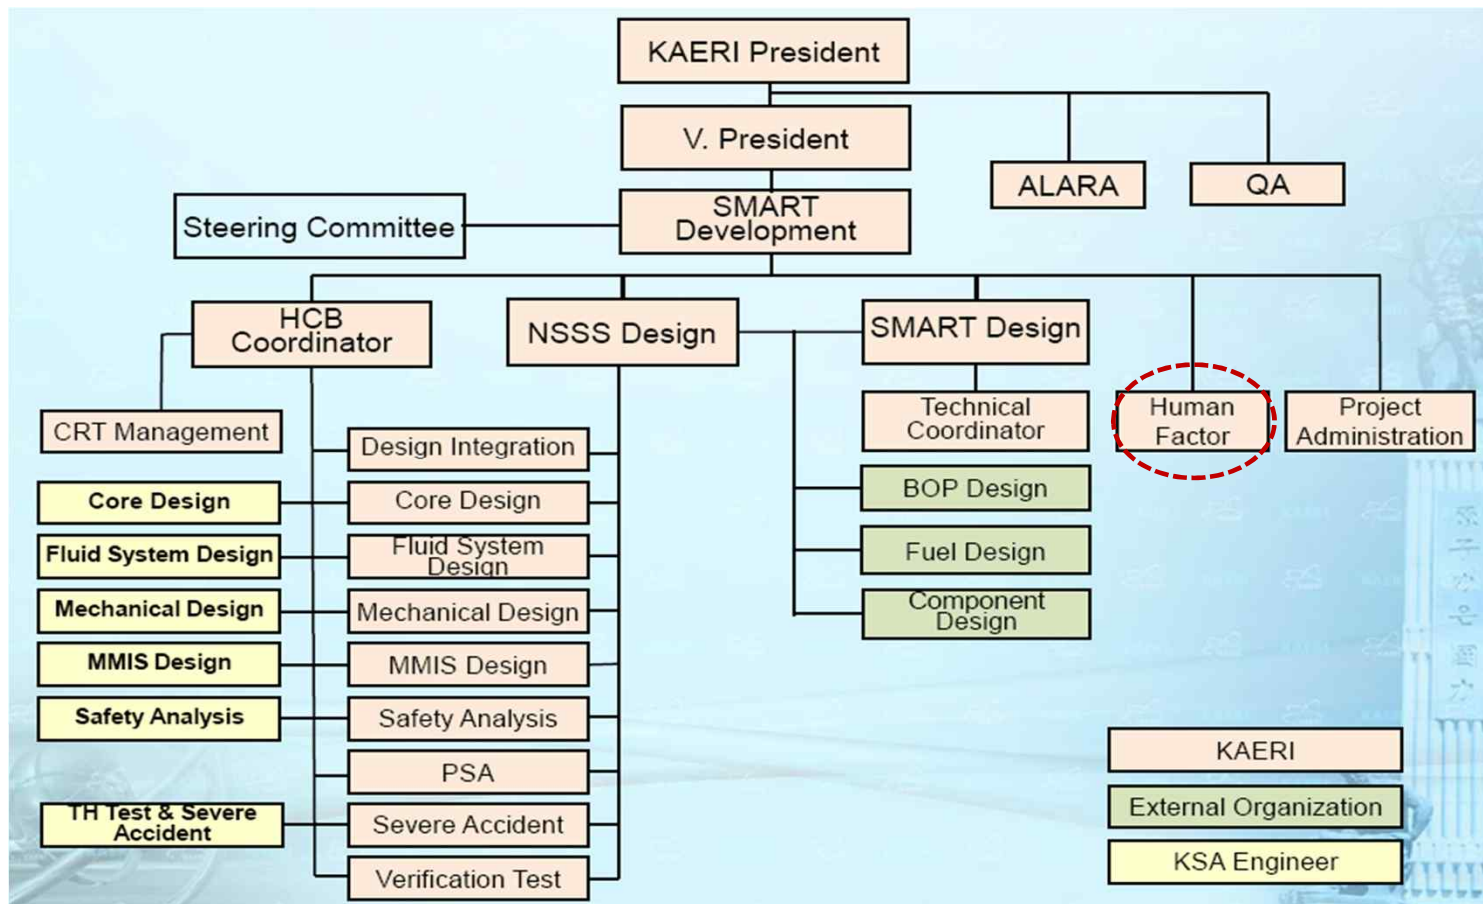 KAERI President
V. President
ALARA
QA
Steering Committee
SMART
Development
HCB
Coordinator
NSSS Design
SMART Design
CRT Management
Technical
Coordinator
Human
Factor
Project
Administration
Design Integration
Core Design
Core Design
BOP Design
Fluid System Design
Fluid System
Design
Fuel Design
Mechanical Design
Mechanical Design
Component
Design
MMIS Design
MMIS Design
Safety Analysis
Safety Analysis
PSA
TH Test & Severe
Accident
Severe Accident
Verification Test
KAERI
External Organization
KSA Engineer